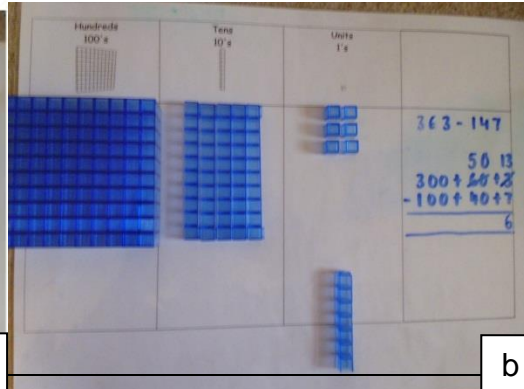 Hundreds
100's
Tens
10's
Units
1's
363 - 147
50 13
300 + 60 + 3
- 100 + 40 + 7
6
b